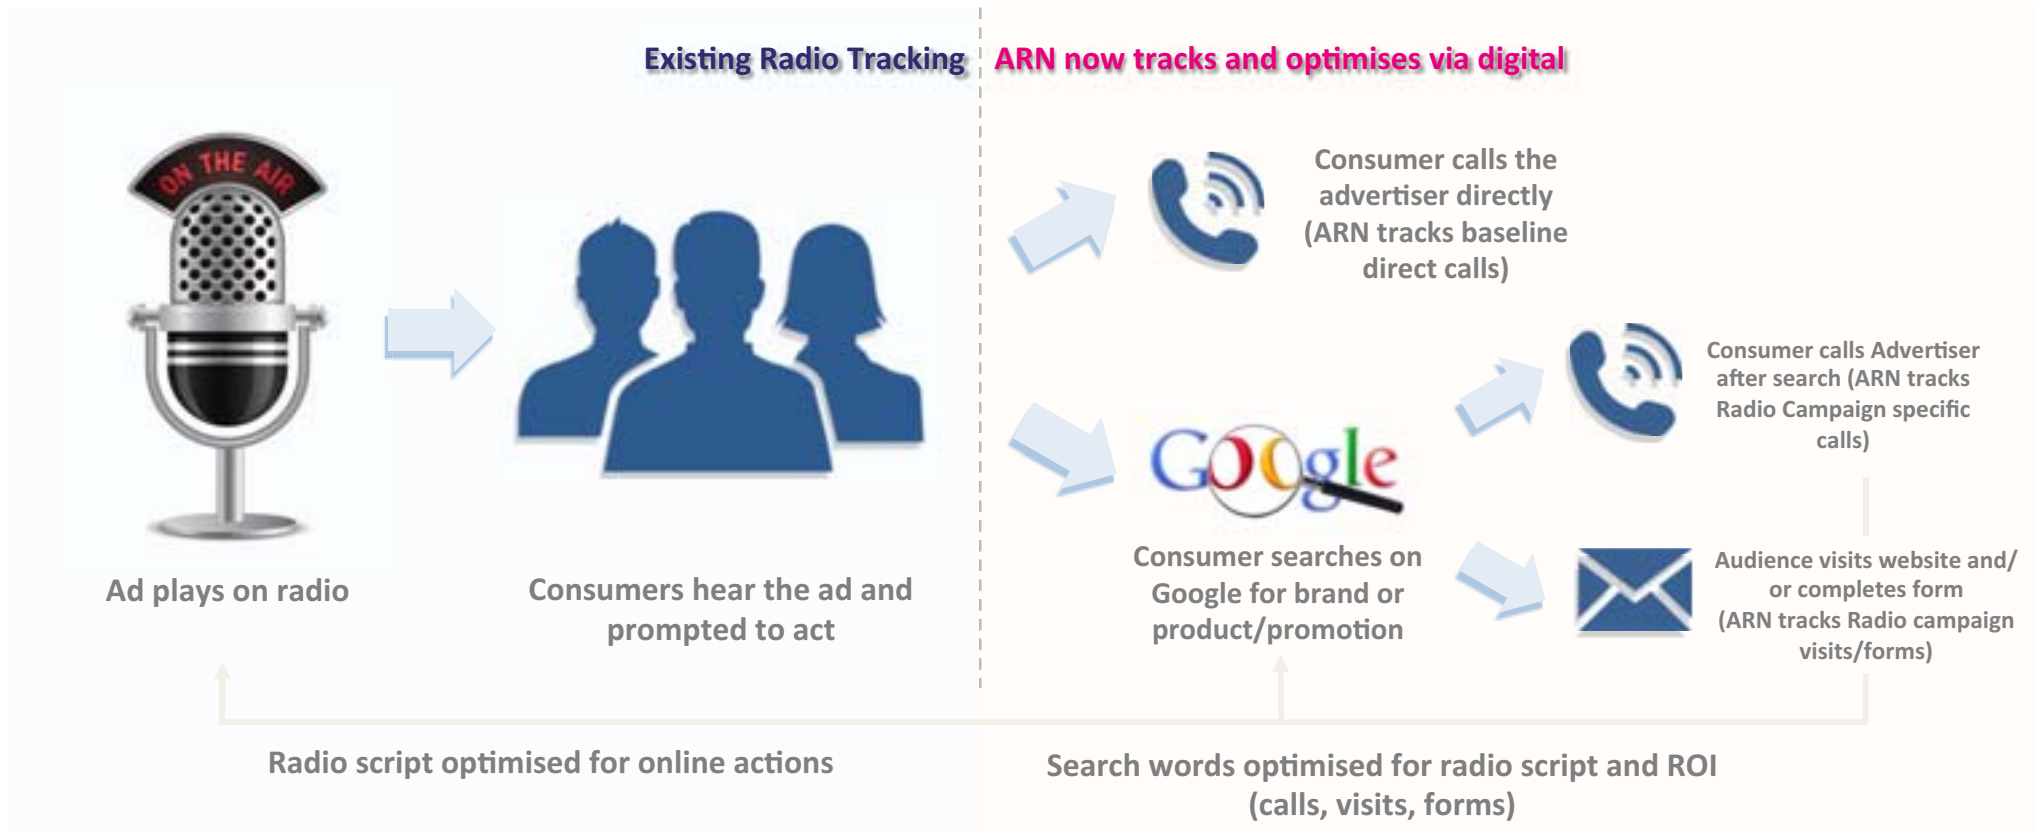 Existing Radio Tracking
ARN now tracks and optimises via digital
ON THE AIR
Ad plays on radio
Consumers hear the ad and
prompted to act
Consumer calls the
advertiser directly
(ARN tracks baseline
direct calls)
Google
Consumer searches on
Google for brand or
product/promotion
Consumer calls Advertiser
after search (ARN tracks
Radio Campaign specific
calls)
Audience visits website and/
or completes form
(ARN tracks Radio campaign
visits/forms)
Radio script optimised for online actions
Search words optimised for radio script and ROI
(calls, visits, forms)